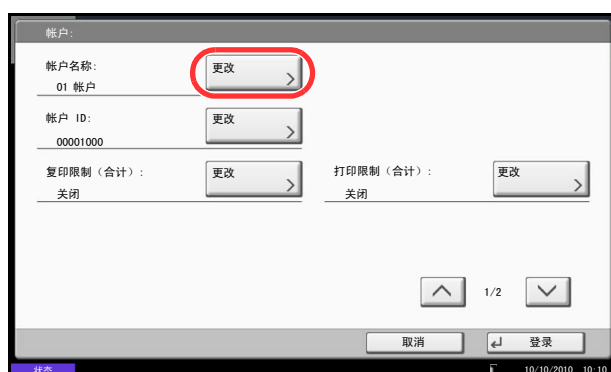 帐户:
帐户名称: 更改
01 帐户
帐户 ID: 更改
00001000
复印限制 (合计) : 更改 打印限制 (合计) : 更改
关闭 关闭
1/2
取消 登录
状态 10/10/2010 10:10